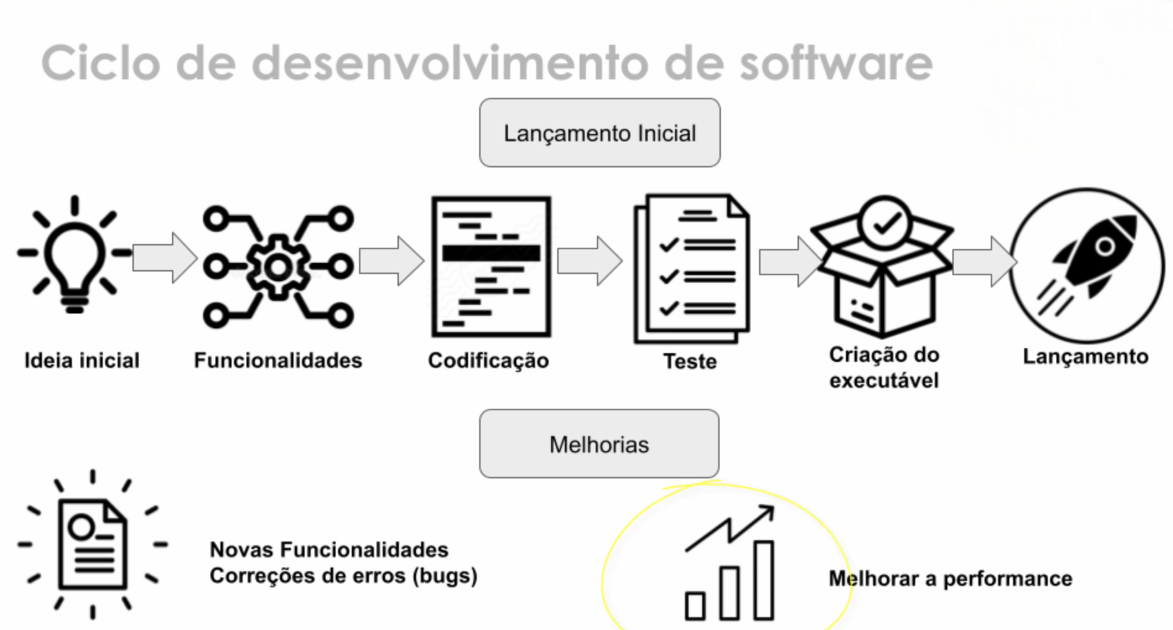 Ciclo de desenvolvimento de software
Lançamento Inicial
Ideia inicial
Funcionalidades
Codificação
Teste
Criação do
executável
Lançamento
Melhorias
Novas Funcionalidades
Correções de erros (bugs)
Melhorar a performance